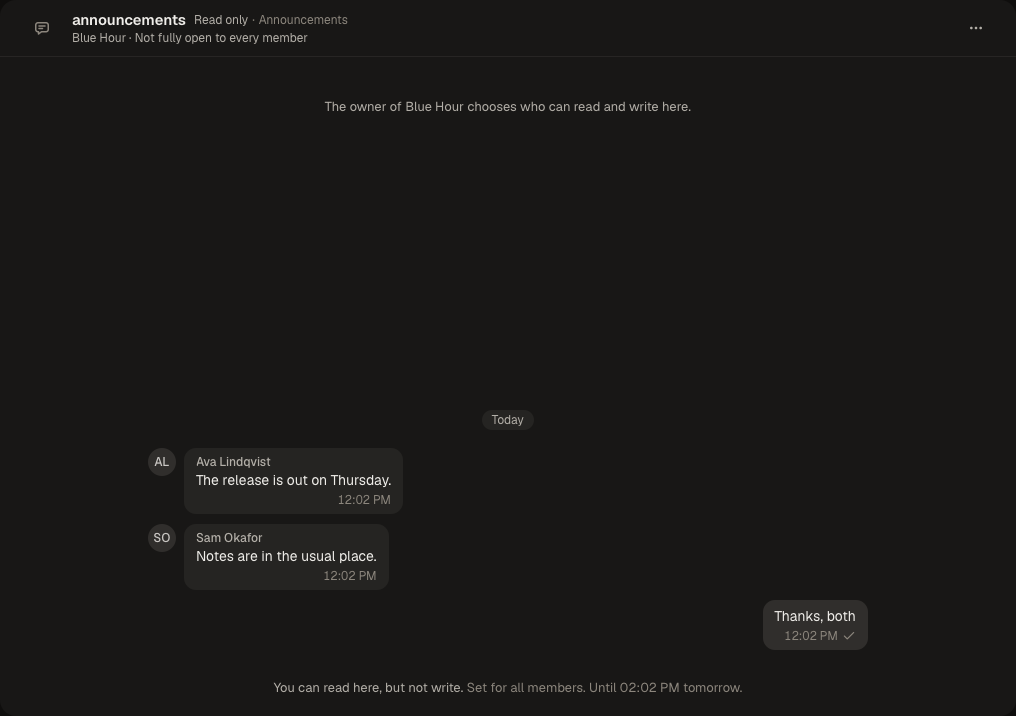 announcements Read only · Announcements
Blue Hour · Not fully open to every member
The owner of Blue Hour chooses who can read and write here.
Today
AL
Ava Lindqvist
The release is out on Thursday.
12:02 PM
SO
Sam Okafor
Notes are in the usual place.
12:02 PM
Thanks, both
12:02 PM
You can read here, but not write. Set for all members. Until 02:02 PM tomorrow.